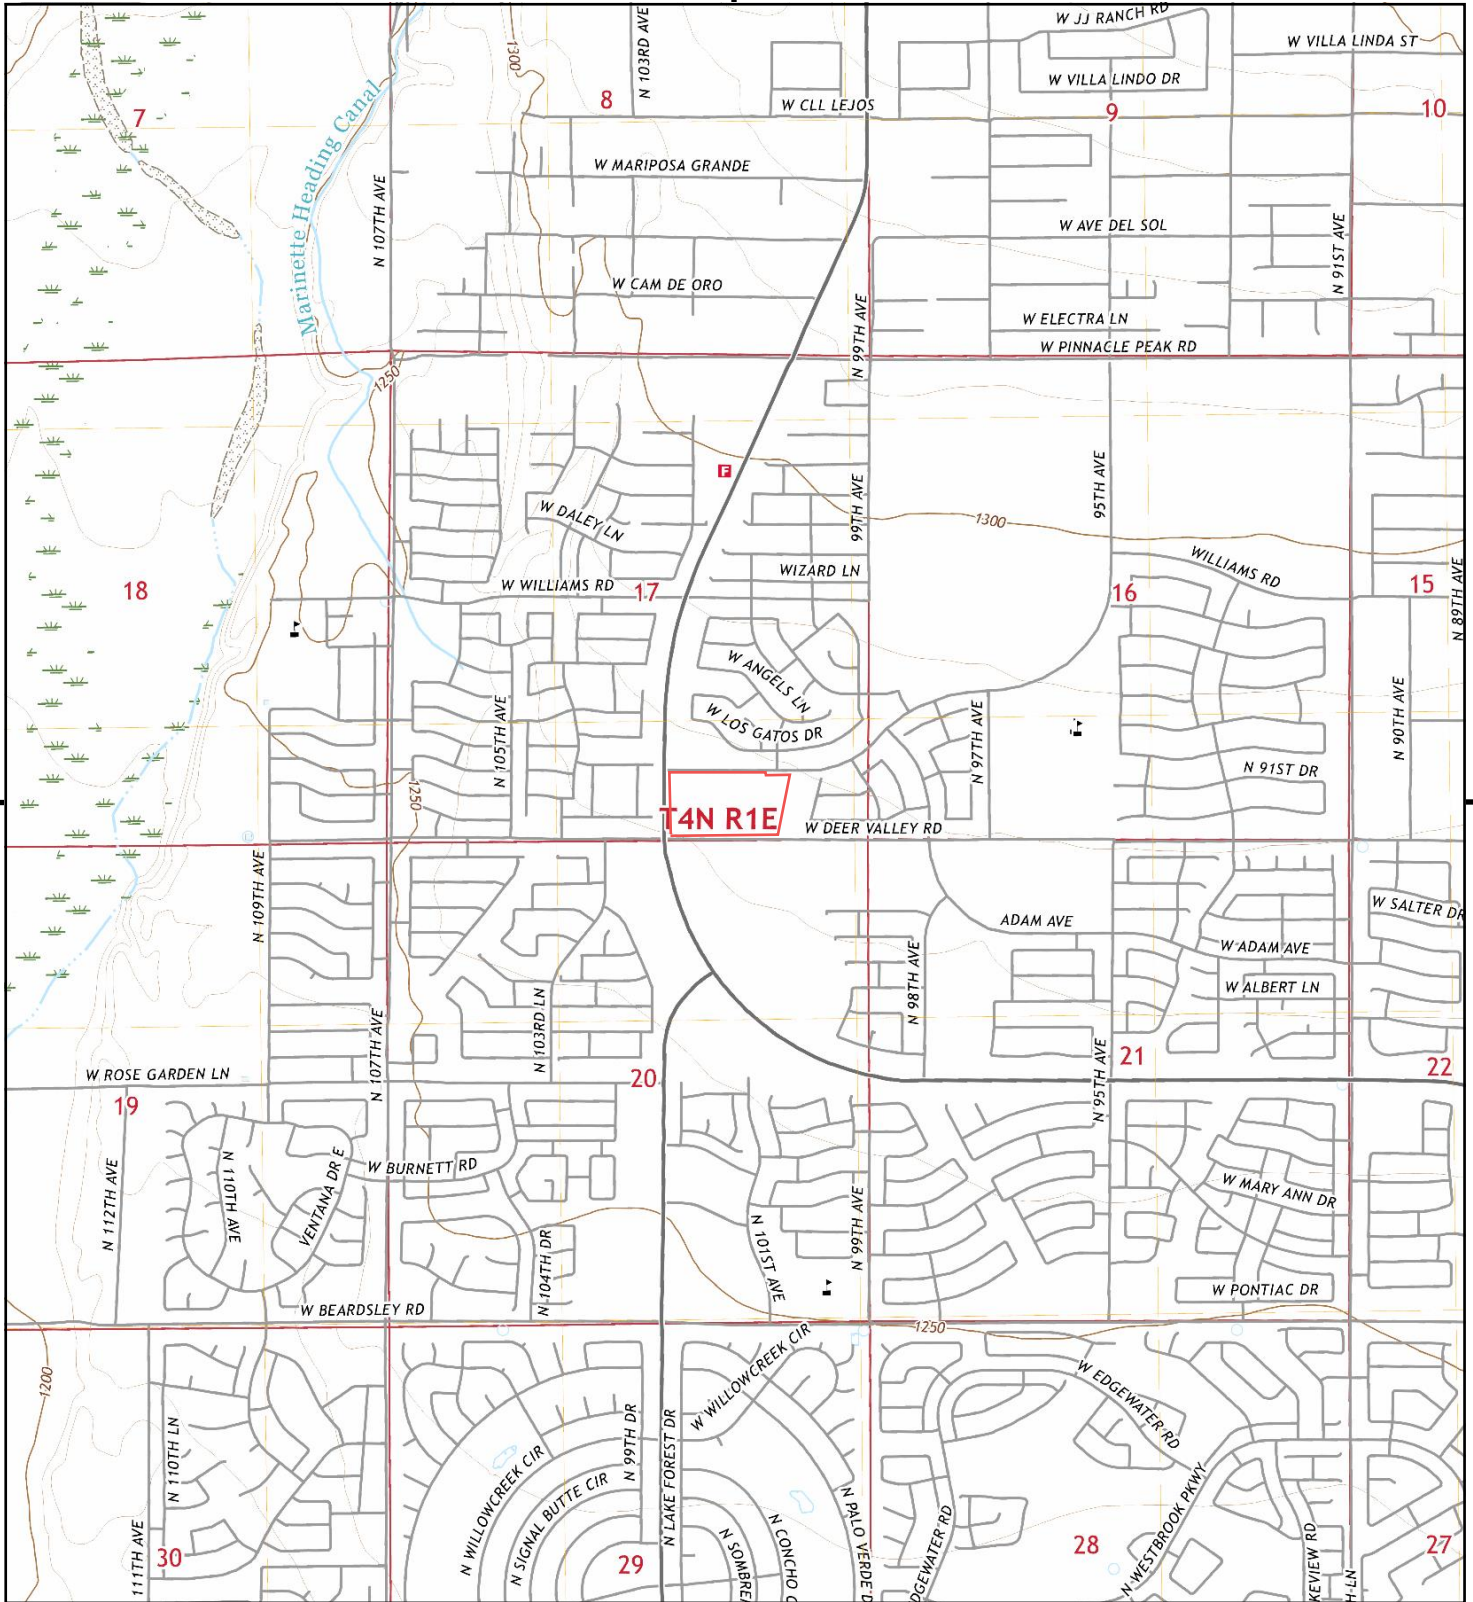 W JJ RANCH RD
W VILLA LINDA ST
N 103RD AVE
1300
W VILLA LINDO DR
8
W CLL LEJOS
9
10
7
Marinette Heading Canal
W MARIPOSA GRANDE
N 107TH AVE
W AVE DEL SOL
N 91ST AVE
W CAM DE ORO
N 99TH AVE
W ELECTRA LN
W PINNACLE PEAK RD
1250
F
95TH AVE
99TH AVE
W DALEY LN
1300
WIZARD LN
WILLIAMS RD
W WILLIAMS RD
18
17
16
15
N 89TH AVE
W ANGELS LN
W LOS GATOS DR
N 105TH AVE
N 97TH AVE
N 90TH AVE
N 91ST DR
1250
T4N R1E
W DEER VALLEY RD
N 109TH AVE
W SALTER DR
ADAM AVE
W ADAM AVE
N 98TH AVE
W ALBERT LN
N 103RD LN
N 107TH AVE
N 95TH AVE
21
22
W ROSE GARDEN LN
20
19
N 112TH AVE
N 110TH AVE
VENTANA DR E
W BURNETT RD
W MARY ANN DR
N 99TH AVE
N 101ST AVE
N 104TH DR
W PONTIAC DR
W BEARDSLEY RD
1250
W WILLOWCREEK CIR
1200
W EDGEWATER RD
N 110TH LN
N 99TH DR
N LAKE FOREST DR
N WILLOWCREEK CIR
N SIGNAL BUTTE CIR
N PALO VERDE D
N CONCHO C
N SOMBRE
DGEWATER RD
N WESTBROOK PKWY
KEVIEW RD
H LN
111TH AVE
30
29
28
27